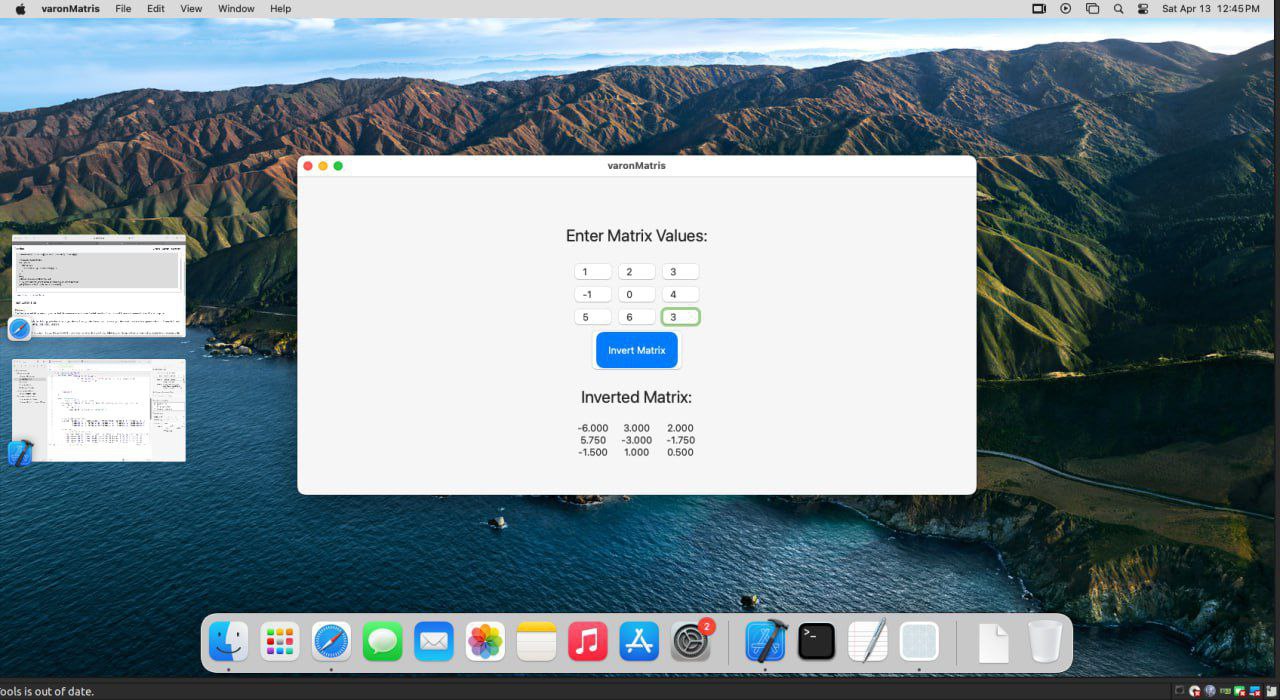 varonMatris File Edit View Window Help Sat Apr 13 12:45 PM
varonMatris
Enter Matrix Values:
1 2 3
-1 0 4
5 6 3
Invert Matrix
Inverted Matrix:
-6.000 3.000 2.000
5.750 -3.000 -1.750
-1.500 1.000 0.500
2
>_
ools is out of date.